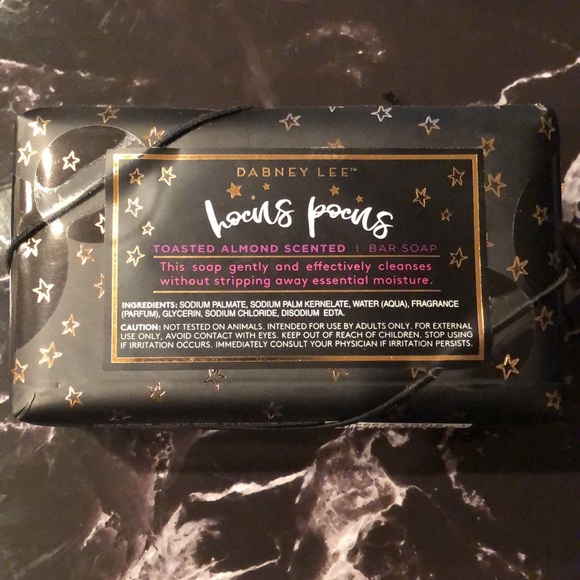 DABNEY LEE™
hocus pocus
TOASTED ALMOND SCENTED | BAR SOAP
This soap gently and effectively cleanses
without stripping away essential moisture.
INGREDIENTS: SODIUM PALMATE, SODIUM PALM KERNELATE, WATER (AQUA), FRAGRANCE
(PARFUM), GLYCERIN, SODIUM CHLORIDE, DISODIUM EDTA.
CAUTION: NOT TESTED ON ANIMALS. INTENDED FOR USE BY ADULTS ONLY. FOR EXTERNAL
USE ONLY, AVOID CONTACT WITH EYES. KEEP OUT OF REACH OF CHILDREN. STOP USING
IF IRRITATION OCCURS. IMMEDIATELY CONSULT YOUR PHYSICIAN IF IRRITATION PERSISTS.